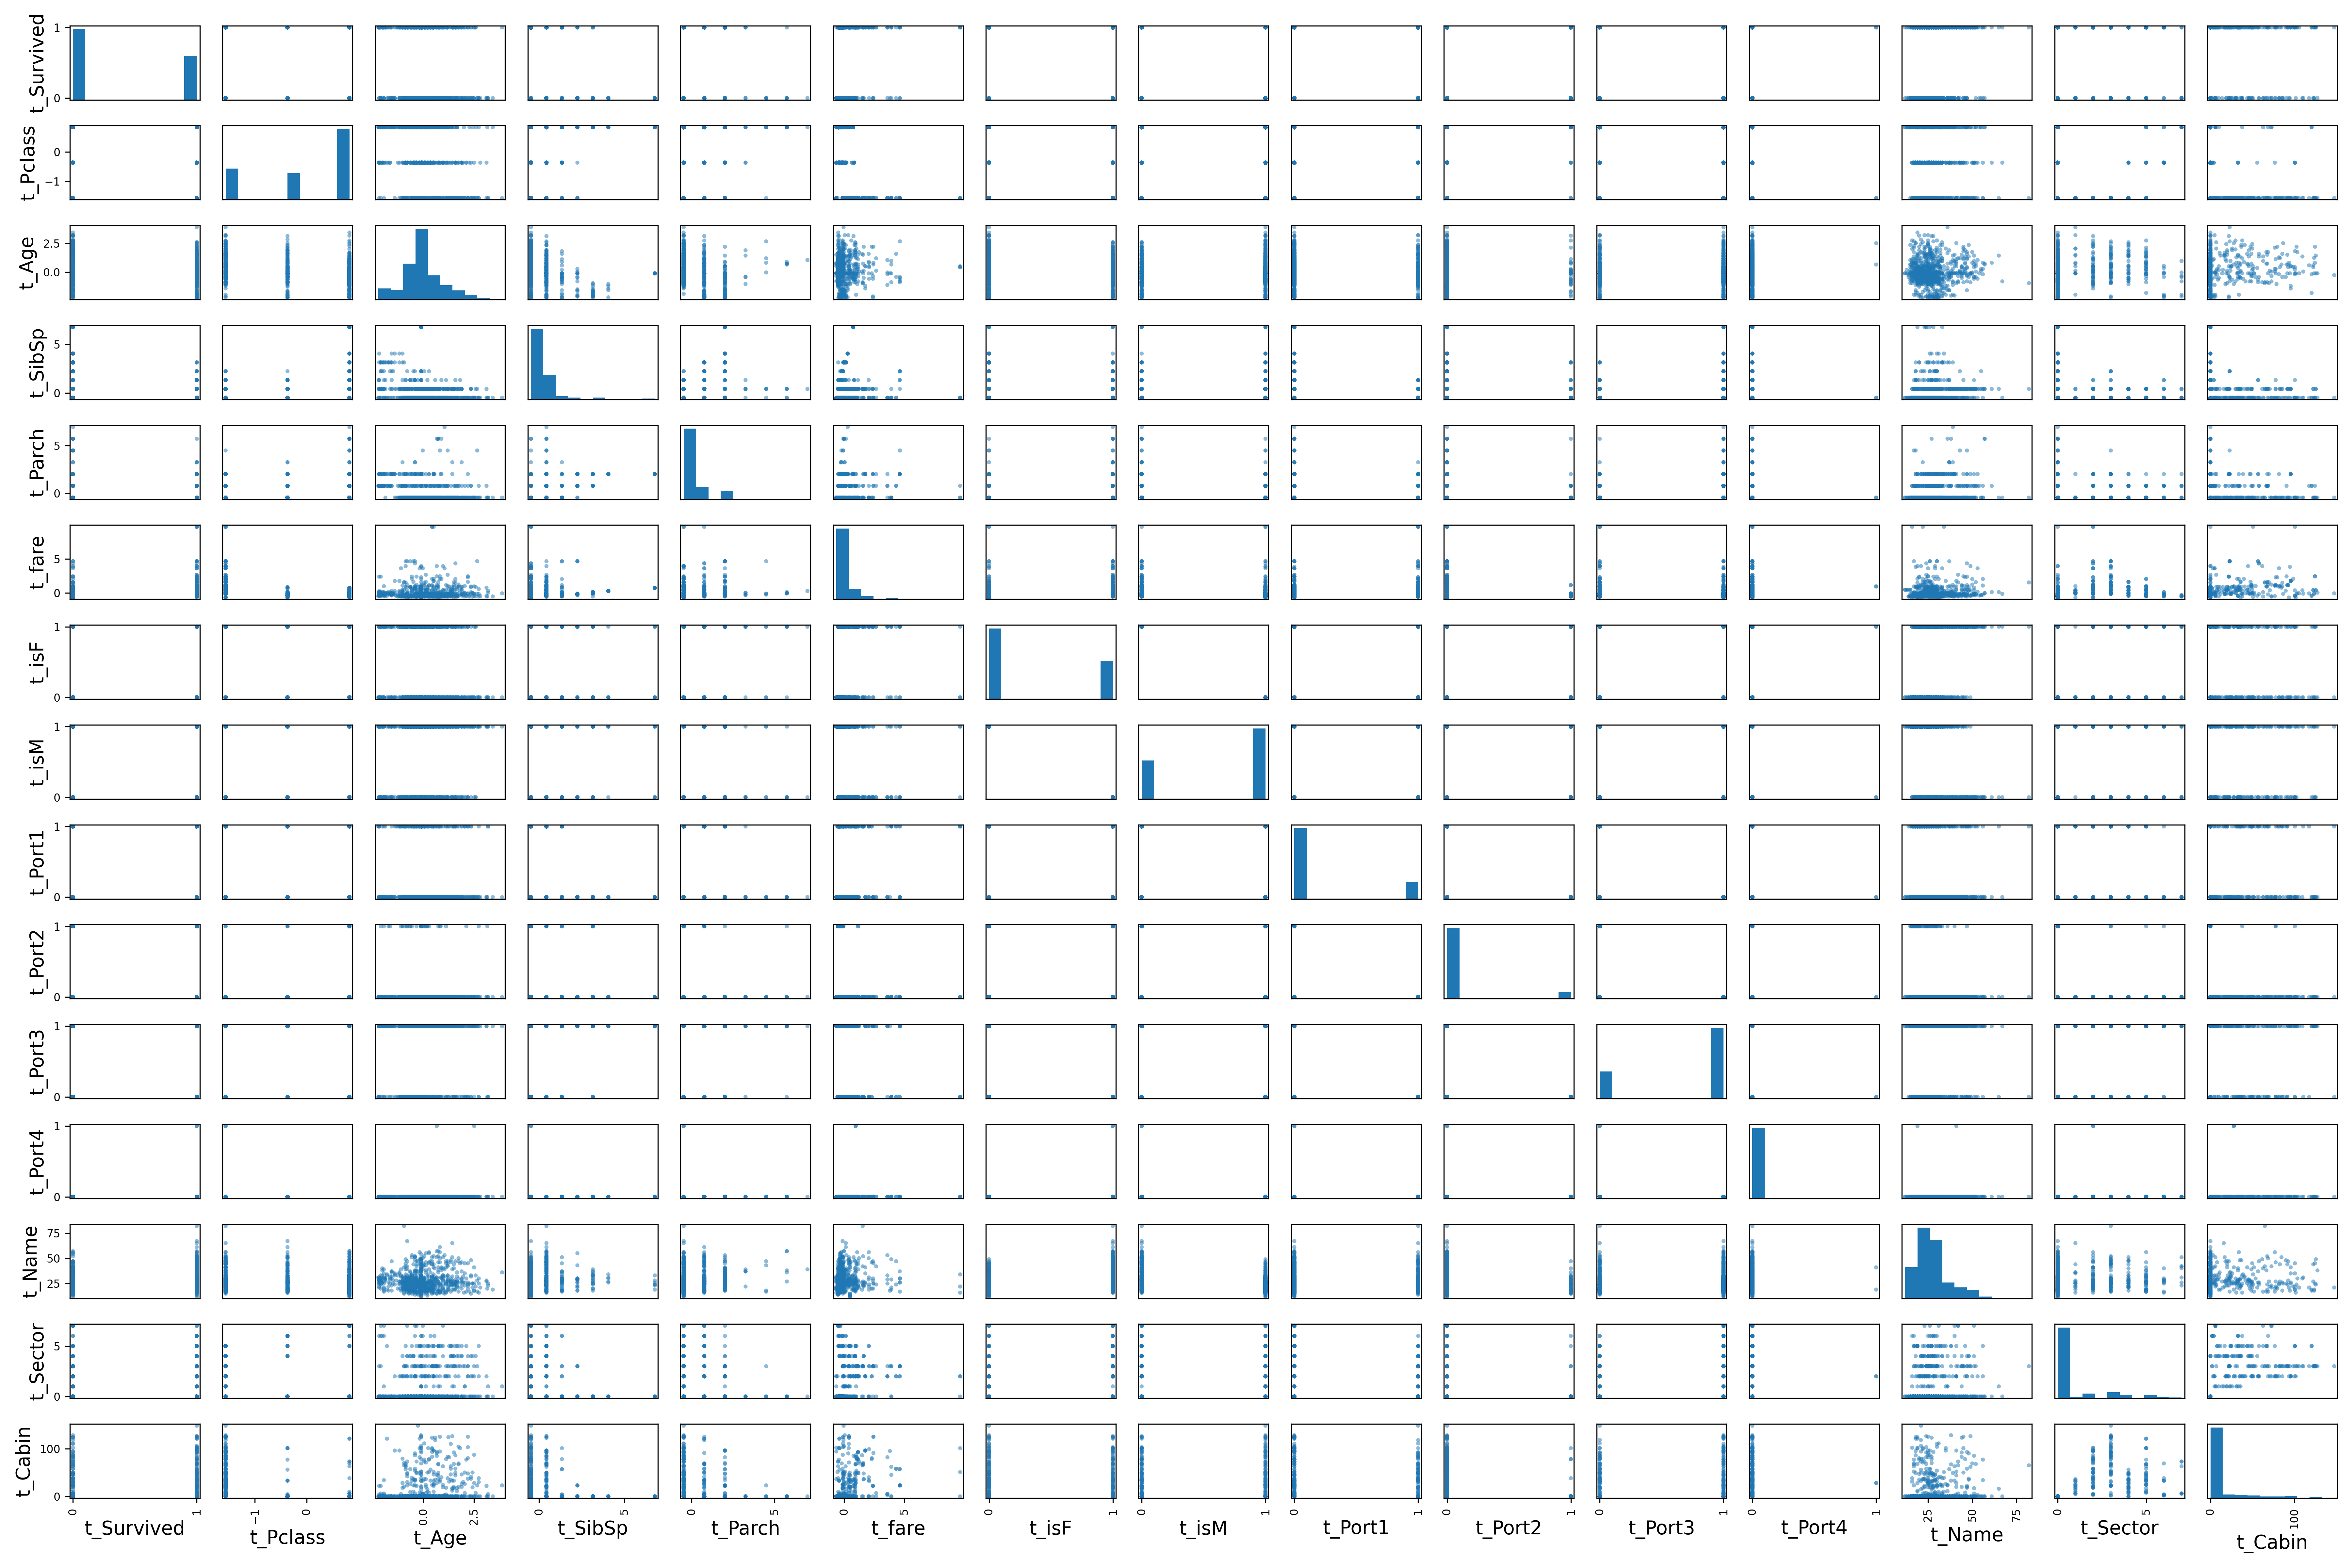 t_Survived
1
0
t_Pclass
0
−1
t_Age
2.5
0.0
t_SibSp
5
0
t_Parch
5
0
t_fare
5
0
t_isF
1
0
t_isM
1
0
t_Port1
1
0
t_Port2
1
0
t_Port3
1
0
t_Port4
1
0
t_Name
75
50
25
t_Sector
5
0
t_Cabin
100
0
0 1 −1 0 0.0 2.5 0 5 0 5 0 5 0 1 0 1 0 1 0 1 0 1 0 1 25 50 75 0 5 0 100
t_Survived t_Pclass t_Age t_SibSp t_Parch t_fare t_isF t_isM t_Port1 t_Port2 t_Port3 t_Port4 t_Name t_Sector t_Cabin